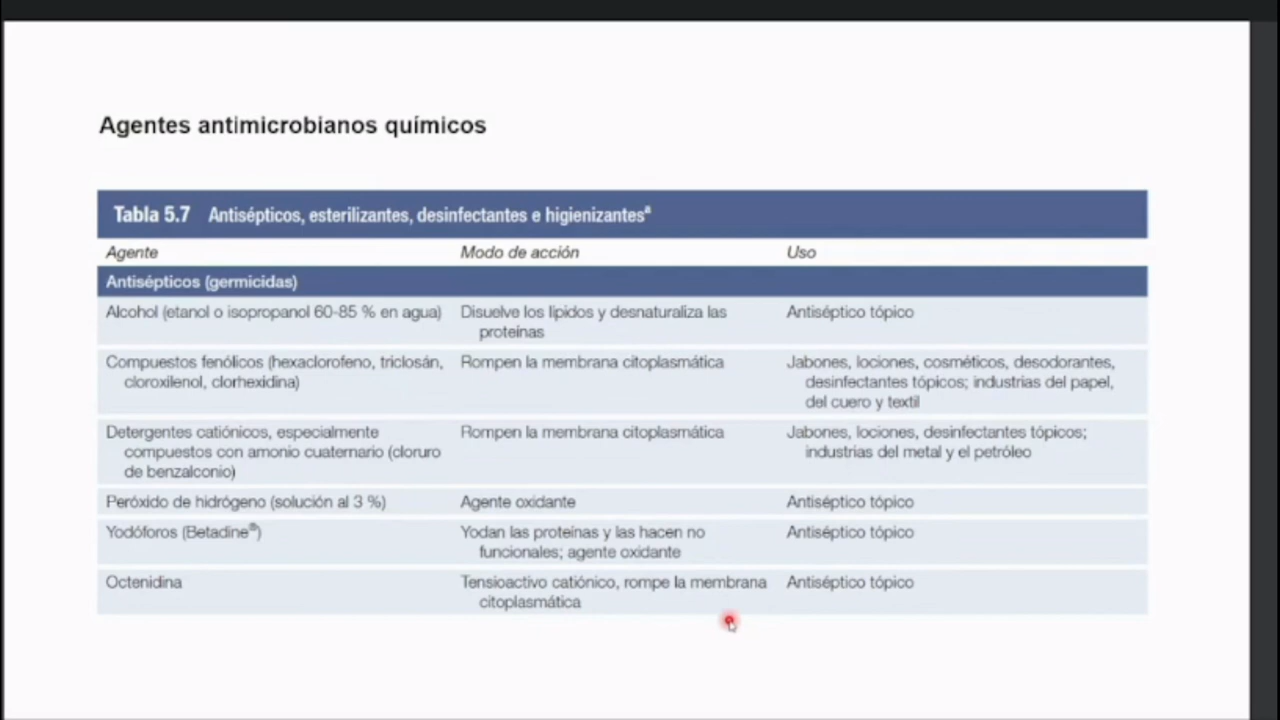 Agentes antimicrobianos químicos
Tabla 5.7 Antisépticos, esterilizantes, desinfectantes e higienizantesª
Agente Modo de acción Uso
Antisépticos (germicidas)
Alcohol (etanol o isopropanol 60-85 % en agua) Disuelve los lípidos y desnaturaliza las Antiséptico tópico
proteínas
Compuestos fenólicos (hexaclorofeno, triclosán, Rompen la membrana citoplasmática Jabones, lociones, cosméticos, desodorantes,
cloroxilenol, clorhexidina) desinfectantes tópicos; industrias del papel,
del cuero y textil
Detergentes catiónicos, especialmente Rompen la membrana citoplasmática Jabones, lociones, desinfectantes tópicos;
compuestos con amonio cuaternario (cloruro industrias del metal y el petróleo
de benzalconio)
Peróxido de hidrógeno (solución al 3 %) Agente oxidante Antiséptico tópico
Yodóforos (Betadine®) Yodan las proteínas y las hacen no Antiséptico tópico
funcionales; agente oxidante
Octenidina Tensioactivo catiónico, rompe la membrana Antiséptico tópico
citoplasmática